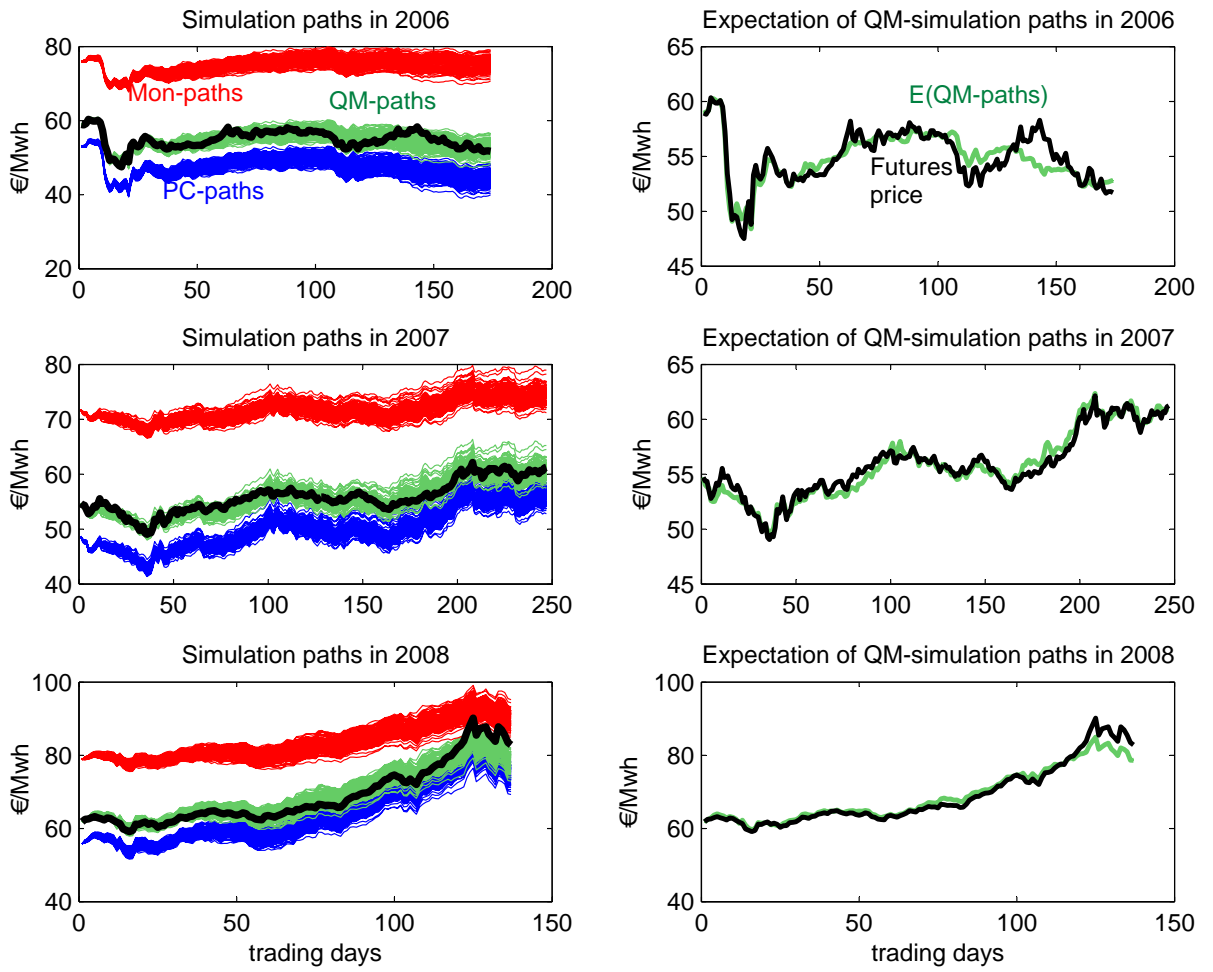 Simulation paths in 2006
80
60
40
20
€/Mwh
Mon-paths
QM-paths
PC-paths
0 50 100 150 200
Expectation of QM-simulation paths in 2006
65
60
55
50
45
€/Mwh
E(QM-paths)
Futures
price
0 50 100 150 200
Simulation paths in 2007
80
70
60
50
40
€/Mwh
0 50 100 150 200 250
Expectation of QM-simulation paths in 2007
65
60
55
50
45
€/Mwh
0 50 100 150 200 250
Simulation paths in 2008
100
80
60
40
€/Mwh
0 50 100 150
trading days
Expectation of QM-simulation paths in 2008
100
80
60
40
€/Mwh
0 50 100 150
trading days